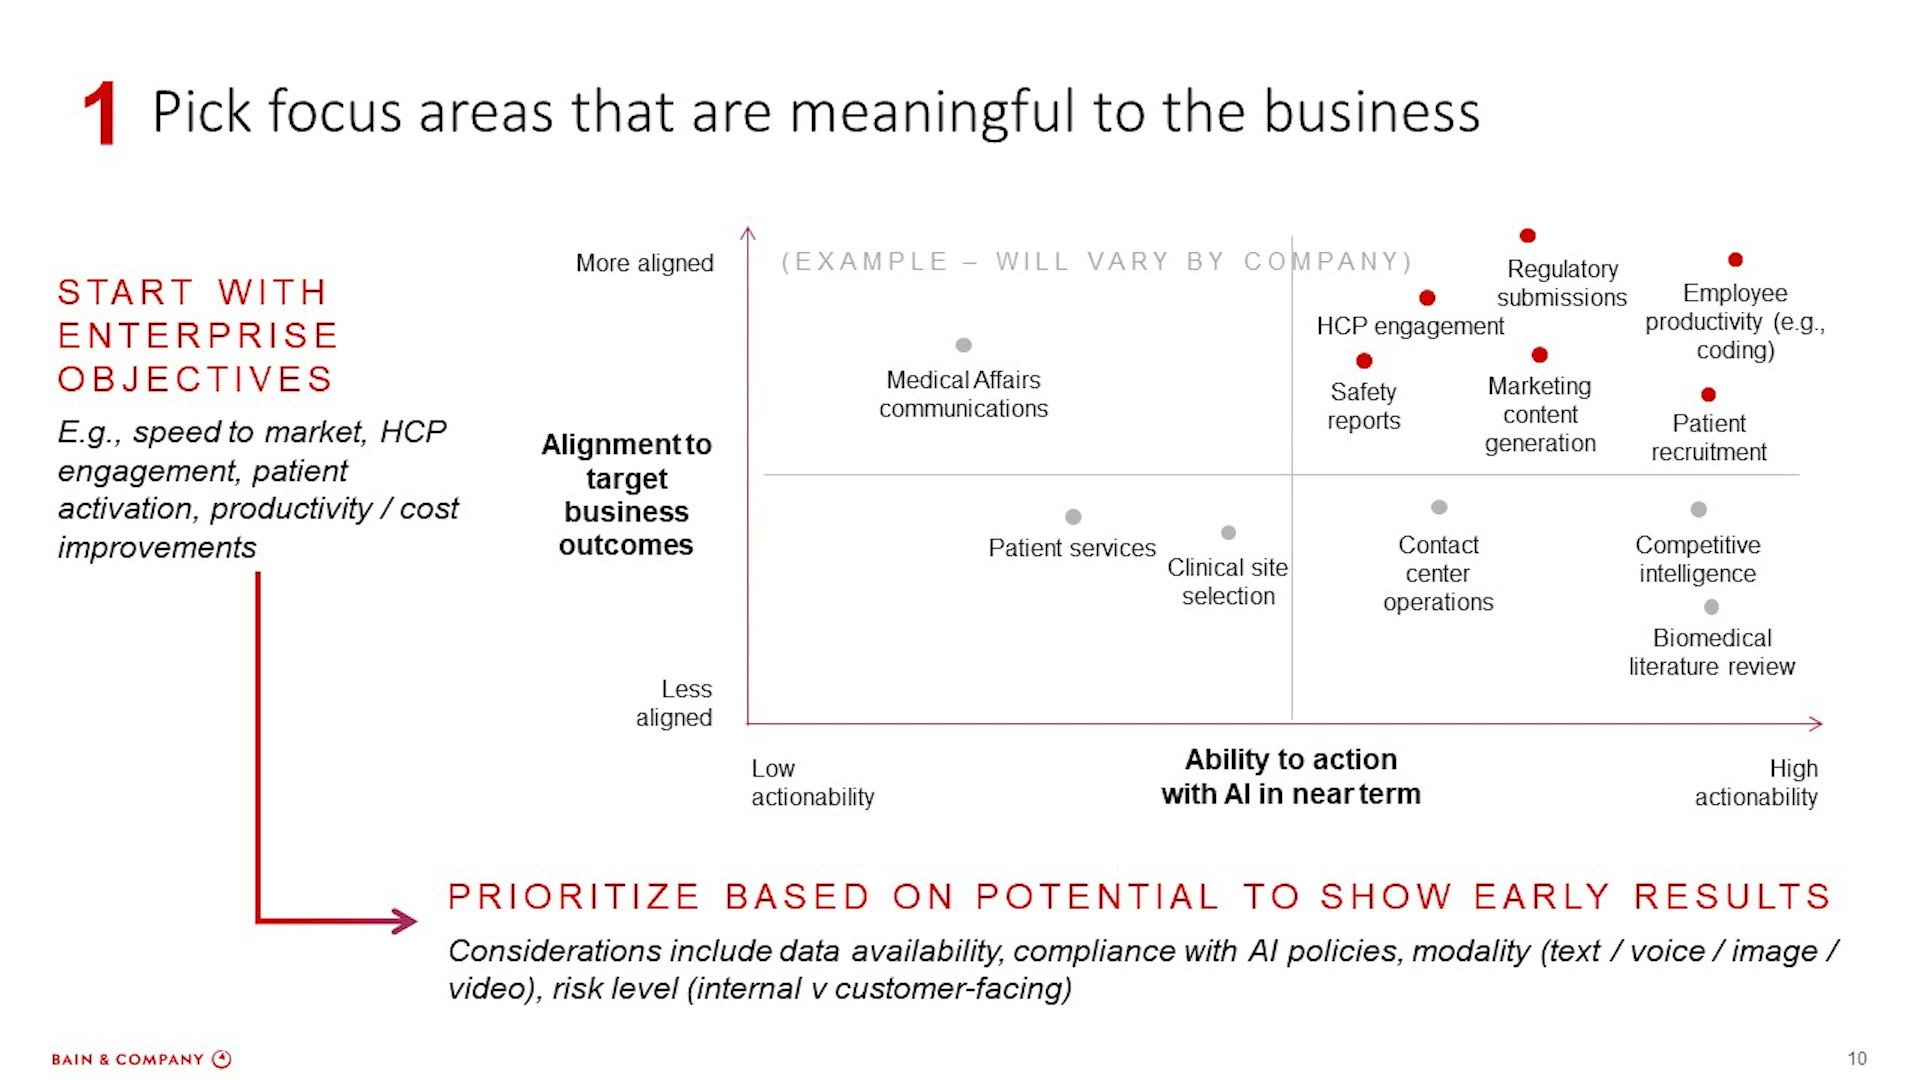 1 Pick focus areas that are meaningful to the business
START WITH
ENTERPRISE
OBJECTIVES
E.g., speed to market, HCP
engagement, patient
activation, productivity / cost
improvements
More aligned
Alignment to
target
business
outcomes
Less
aligned
(EXAMPLE – WILL VARY BY COMPANY)
Medical Affairs
communications
Regulatory
submissions
Employee
productivity (e.g.,
coding)
HCP engagement
Safety
reports
Marketing
content
generation
Patient
recruitment
Patient services
Clinical site
selection
Contact
center
operations
Competitive
intelligence
Biomedical
literature review
Low
actionability
Ability to action
with AI in near term
High
actionability
PRIORITIZE BASED ON POTENTIAL TO SHOW EARLY RESULTS
Considerations include data availability, compliance with AI policies, modality (text / voice / image /
video), risk level (internal v customer-facing)
BAIN & COMPANY
10